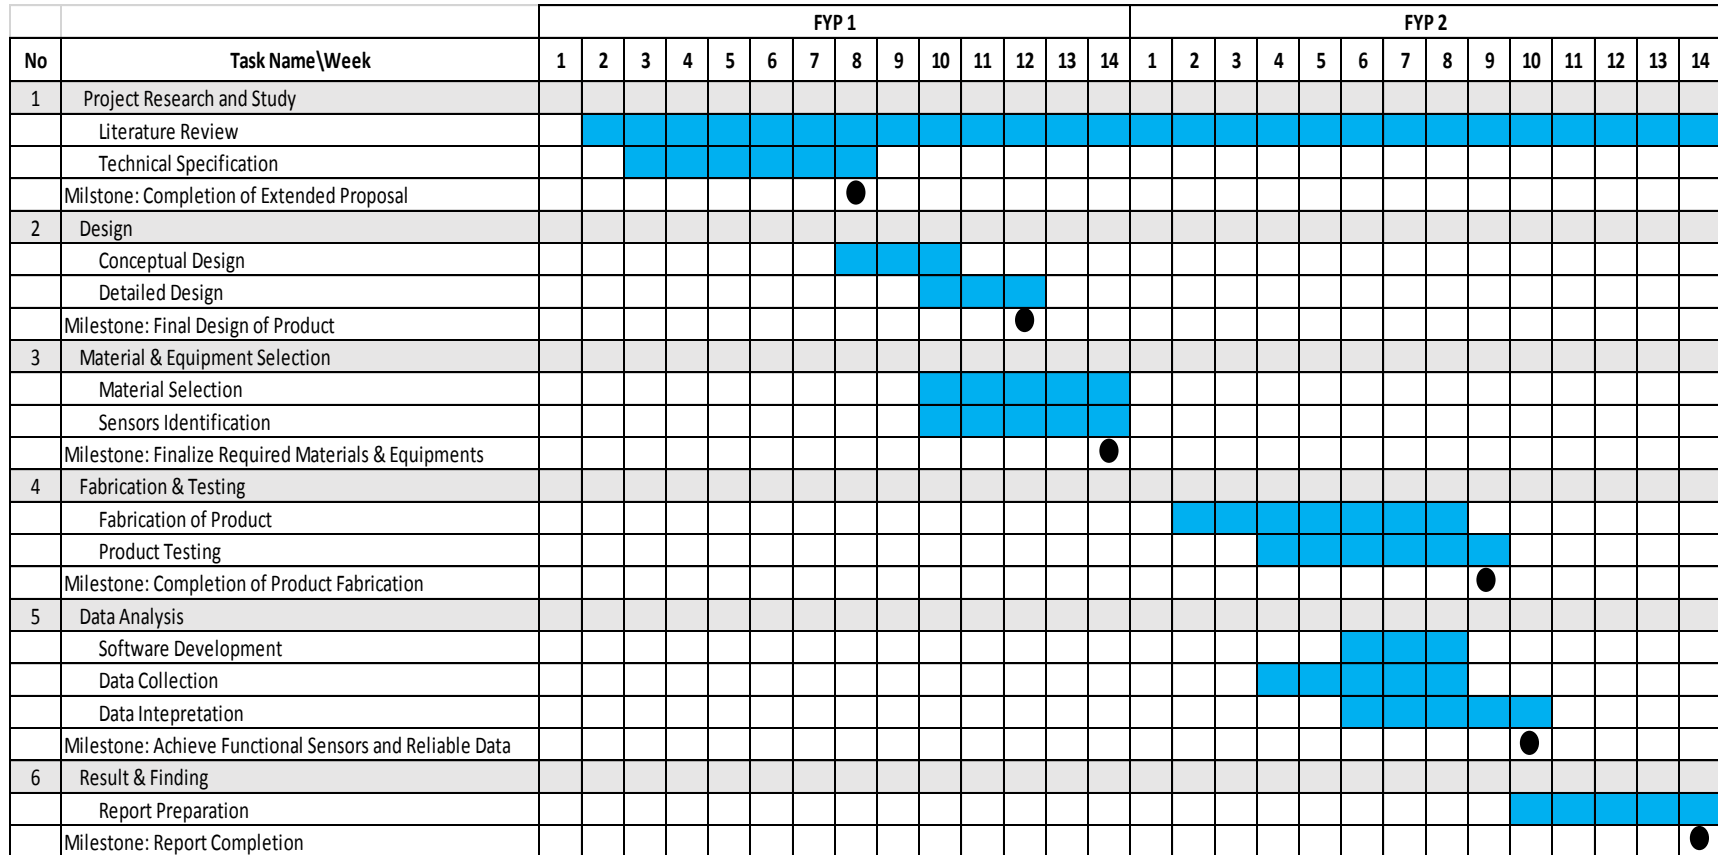 FYP 1 FYP 2
No Task Name\Week 1 2 3 4 5 6 7 8 9 10 11 12 13 14 1 2 3 4 5 6 7 8 9 10 11 12 13 14
1 Project Research and Study
Literature Review
Technical Specification
Milstone: Completion of Extended Proposal
2 Design
Conceptual Design
Detailed Design
Milestone: Final Design of Product
3 Material & Equipment Selection
Material Selection
Sensors Identification
Milestone: Finalize Required Materials & Equipments
4 Fabrication & Testing
Fabrication of Product
Product Testing
Milestone: Completion of Product Fabrication
5 Data Analysis
Software Development
Data Collection
Data Intepretation
Milestone: Achieve Functional Sensors and Reliable Data
6 Result & Finding
Report Preparation
Milestone: Report Completion